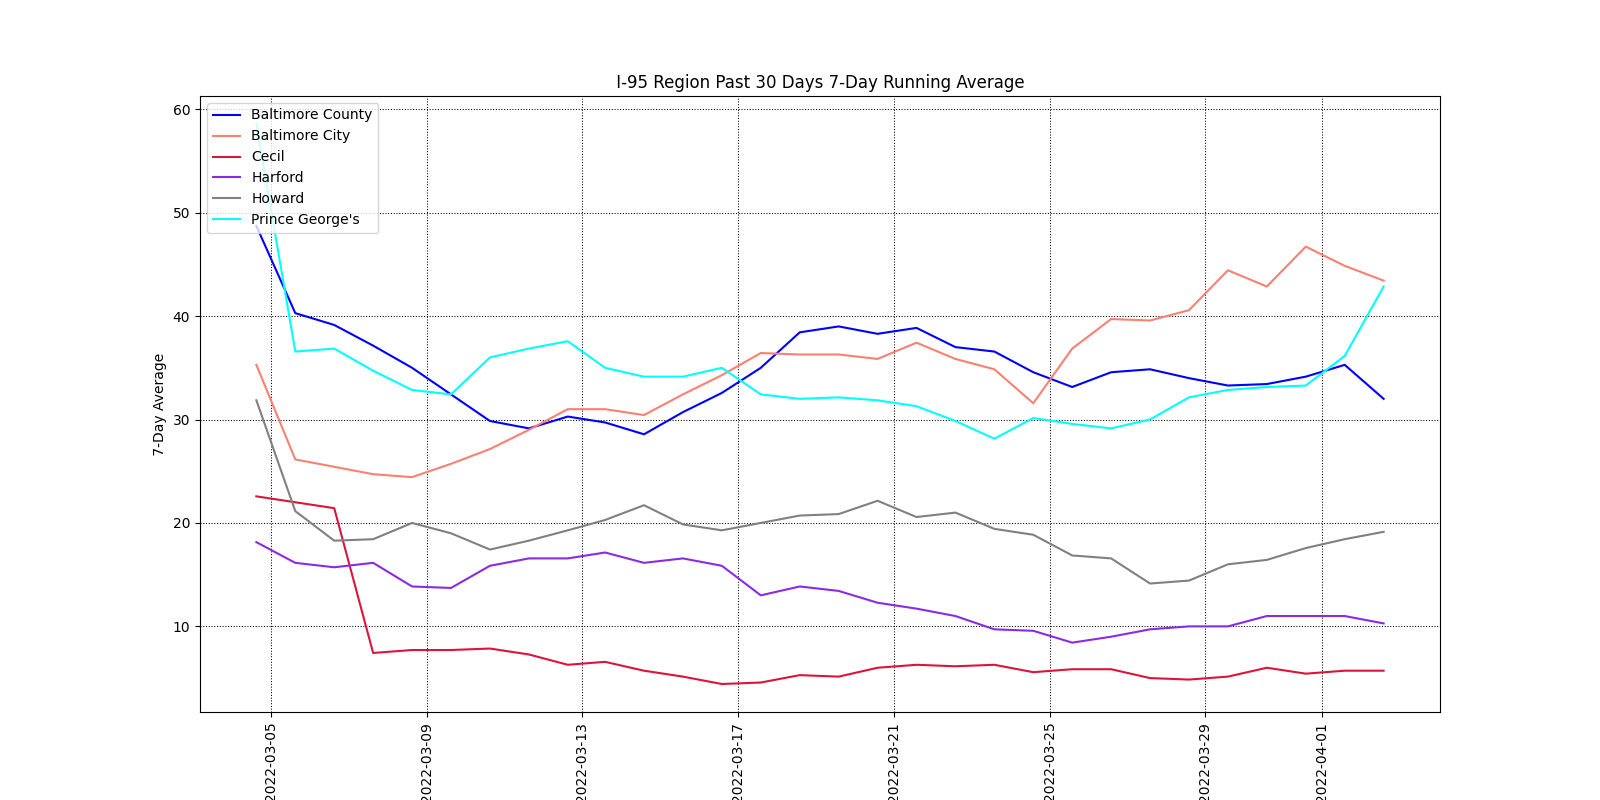 I-95 Region Past 30 Days 7-Day Running Average
Baltimore County
Baltimore City
Cecil
Harford
Howard
Prince George's
7-Day Average
60
50
40
30
20
10
2022-03-05
2022-03-09
2022-03-13
2022-03-17
2022-03-21
2022-03-25
2022-03-29
2022-04-01